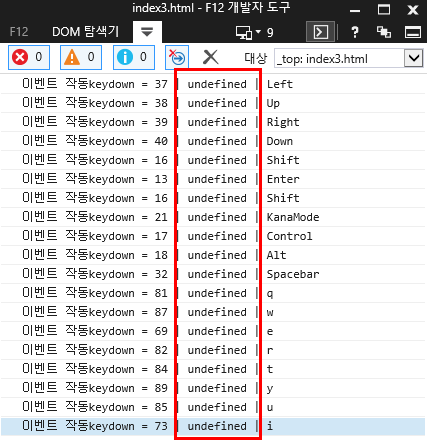 index3.html - F12 개발자 도구
F12 DOM 탐색기 9
0 0 0 대상 _top: index3.html
이벤트 작동keydown = 37 | undefined | Left
이벤트 작동keydown = 38 | undefined | Up
이벤트 작동keydown = 39 | undefined | Right
이벤트 작동keydown = 40 | undefined | Down
이벤트 작동keydown = 16 | undefined | Shift
이벤트 작동keydown = 13 | undefined | Enter
이벤트 작동keydown = 16 | undefined | Shift
이벤트 작동keydown = 21 | undefined | KanaMode
이벤트 작동keydown = 17 | undefined | Control
이벤트 작동keydown = 18 | undefined | Alt
이벤트 작동keydown = 32 | undefined | Spacebar
이벤트 작동keydown = 81 | undefined | q
이벤트 작동keydown = 87 | undefined | w
이벤트 작동keydown = 69 | undefined | e
이벤트 작동keydown = 82 | undefined | r
이벤트 작동keydown = 84 | undefined | t
이벤트 작동keydown = 89 | undefined | y
이벤트 작동keydown = 85 | undefined | u
이벤트 작동keydown = 73 | undefined | i